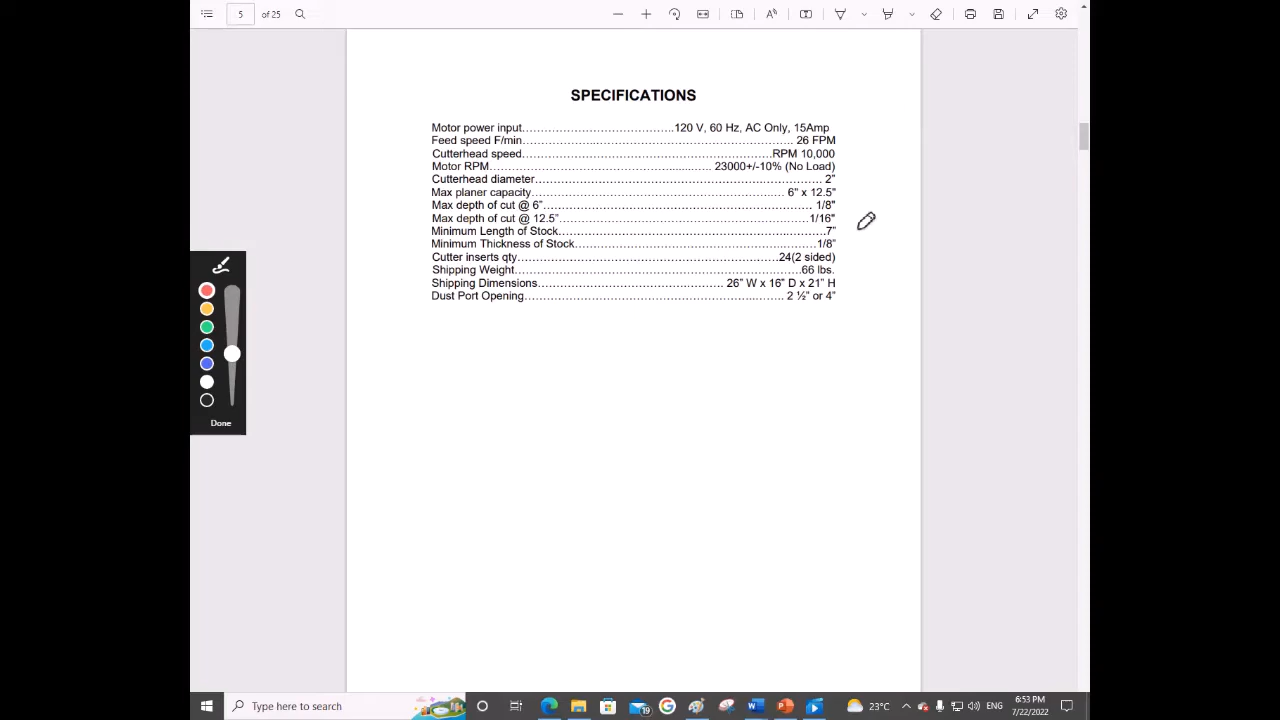 5 of 25
SPECIFICATIONS
Motor power input.......................................120 V, 60 Hz, AC Only, 15Amp
Feed speed F/min....................................................................... 26 FPM
Cutterhead speed................................................................RPM 10,000
Motor RPM...................................................... 23000+/-10% (No Load)
Cutterhead diameter........................................................................ 2"
Max planer capacity................................................................ 6" x 12.5"
Max depth of cut @ 6"..................................................................... 1/8"
Max depth of cut @ 12.5"...............................................................1/16"
Minimum Length of Stock...................................................................7"
Minimum Thickness of Stock.............................................................1/8"
Cutter inserts qty.................................................................24(2 sided)
Shipping Weight........................................................................66 lbs.
Shipping Dimensions.............................................. 26" W x 16" D x 21" H
Dust Port Opening.................................................................. 2 ½" or 4"
Done
Type here to search
19
23°C
ENG
6:53 PM
7/22/2022